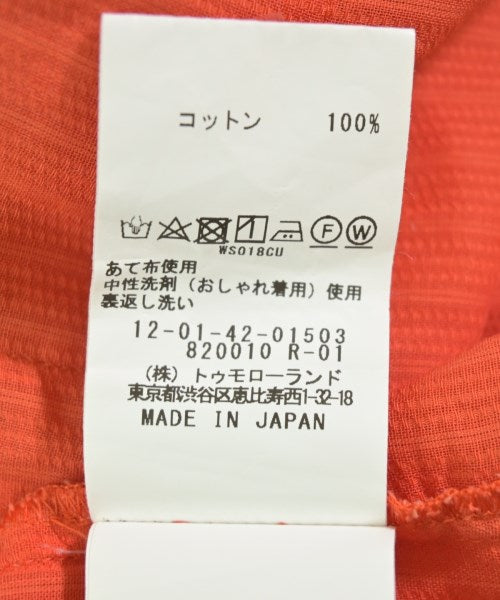 コットン 100%
F W
WS018CU
あて布使用
中性洗剤（おしゃれ着用）使用
裏返し洗い
12-01-42-01503
820010 R-01
（株）トゥモローランド
東京都渋谷区恵比寿西1-32-18
MADE IN JAPAN